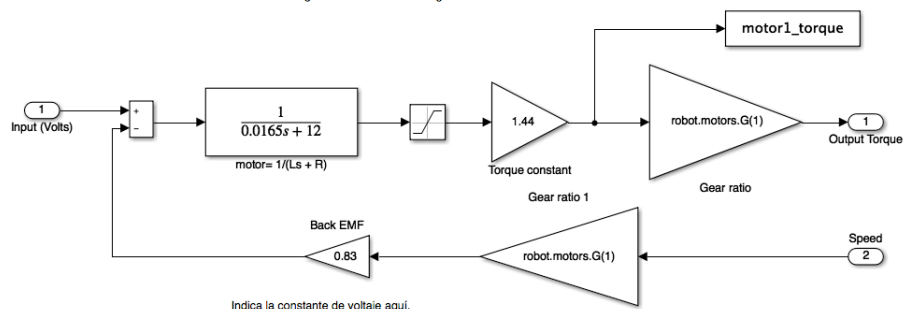 motor1_torque
1
Input (Volts)
+
−
1
0.0165s + 12
motor= 1/(Ls + R)
1.44
Torque constant
robot.motors.G(1)
Gear ratio
1
Output Torque
Gear ratio 1
Back EMF
0.83
robot.motors.G(1)
Speed
2
Indica la constante de voltaje aquí.